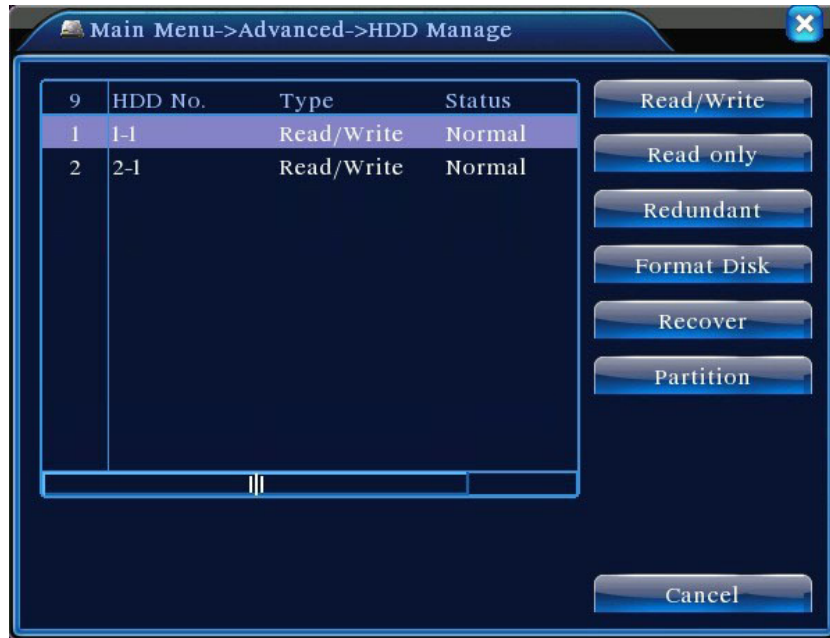 Main Menu->Advanced->HDD Manage
9 HDD No. Type Status
1 1-1 Read/Write Normal
2 2-1 Read/Write Normal
Read/Write
Read only
Redundant
Format Disk
Recover
Partition
Cancel